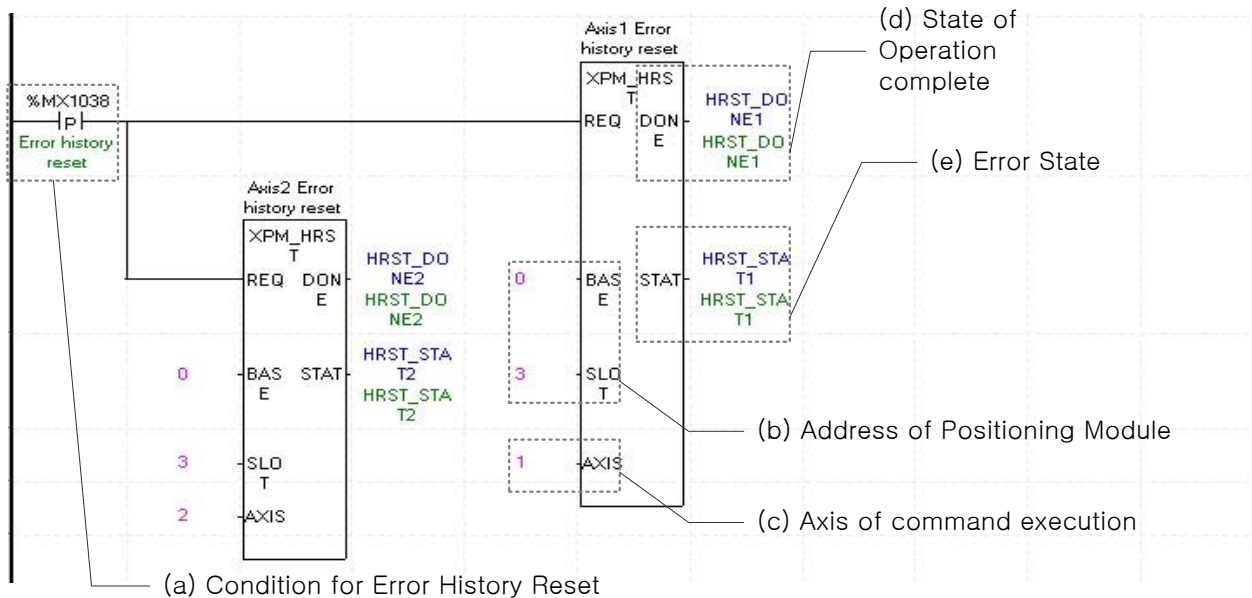 Axis1 Error
history reset
(d) State of
Operation
complete
%MX1038
P
Error history
reset
XPM_HRS
T
REQ DON
E
HRST_DO
NE1
HRST_DO
NE1
(e) Error State
Axis2 Error
history reset
XPM_HRS
T
REQ DON
E
HRST_DO
NE2
HRST_DO
NE2
0
BAS STAT
E
HRST_STA
T1
HRST_STA
T1
0
BAS STAT
E
HRST_STA
T2
HRST_STA
T2
3
SLO
T
(b) Address of Positioning Module
3
SLO
T
1
AXIS
2
AXIS
(c) Axis of command execution
(a) Condition for Error History Reset